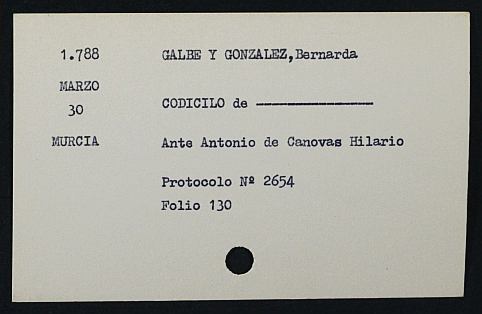 1.788 GALBE Y GONZALEZ,Bernarda
MARZO
30 CODICILO de ---------------
MURCIA Ante Antonio de Canovas Hilario
Protocolo Nº 2654
Folio 130